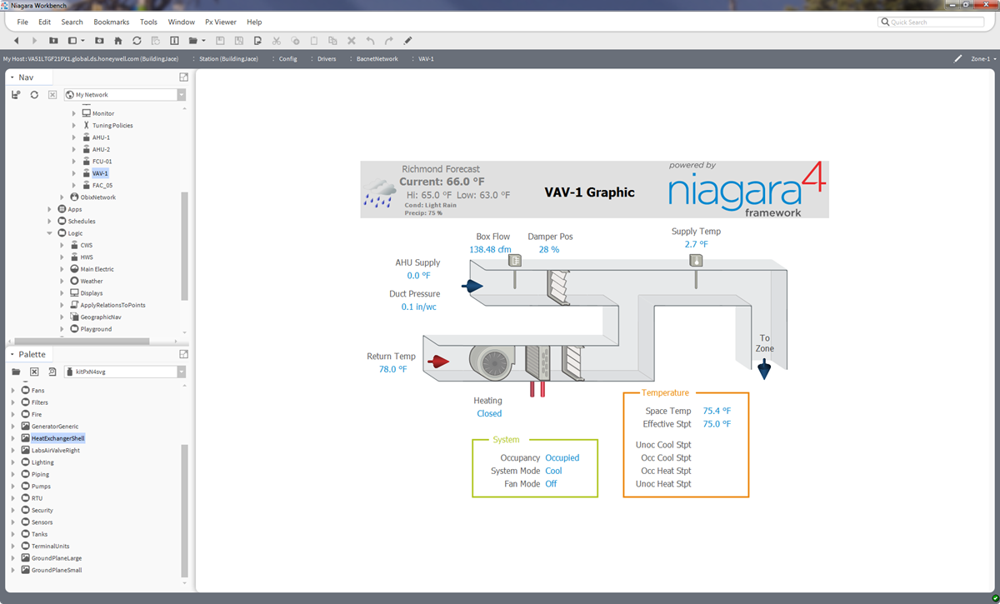 Niagara Workbench
File Edit Search Bookmarks Tools Window Px Viewer Help
Quick Search
My Host : VA51LTGF21PX1.global.ds.honeywell.com (BuildingJace) : Station (BuildingJace) : Config : Drivers : BacnetNetwork : VAV-1
Zone-1
Nav
My Network
Monitor
Tuning Policies
AHU-1
AHU-2
FCU-01
VAV-1
FAC_05
ObixNetwork
Apps
Schedules
Logic
CWS
HWS
Main Electric
Weather
Displays
ApplyRelationsToPoints
GeographicNav
Playground
Palette
kitPxN4svg
Fans
Filters
Fire
GeneratorGeneric
HeatExchangerShell
LabsAirValveRight
Lighting
Piping
Pumps
RTU
Security
Sensors
Tanks
TerminalUnits
GroundPlaneLarge
GroundPlaneSmall
Richmond Forecast
Current: 66.0 °F
Hi: 65.0 °F Low: 63.0 °F
Cond: Light Rain
Precip: 75 %
VAV-1 Graphic
powered by
niagara4
framework
Box Flow
138.48 cfm
Damper Pos
28 %
Supply Temp
2.7 °F
AHU Supply
0.0 °F
Duct Pressure
0.1 in/wc
Return Temp
78.0 °F
To
Zone
Heating
Closed
System
Occupancy Occupied
System Mode Cool
Fan Mode Off
Temperature
Space Temp 75.4 °F
Effective Stpt 75.0 °F
Unoc Cool Stpt
Occ Cool Stpt
Occ Heat Stpt
Unoc Heat Stpt